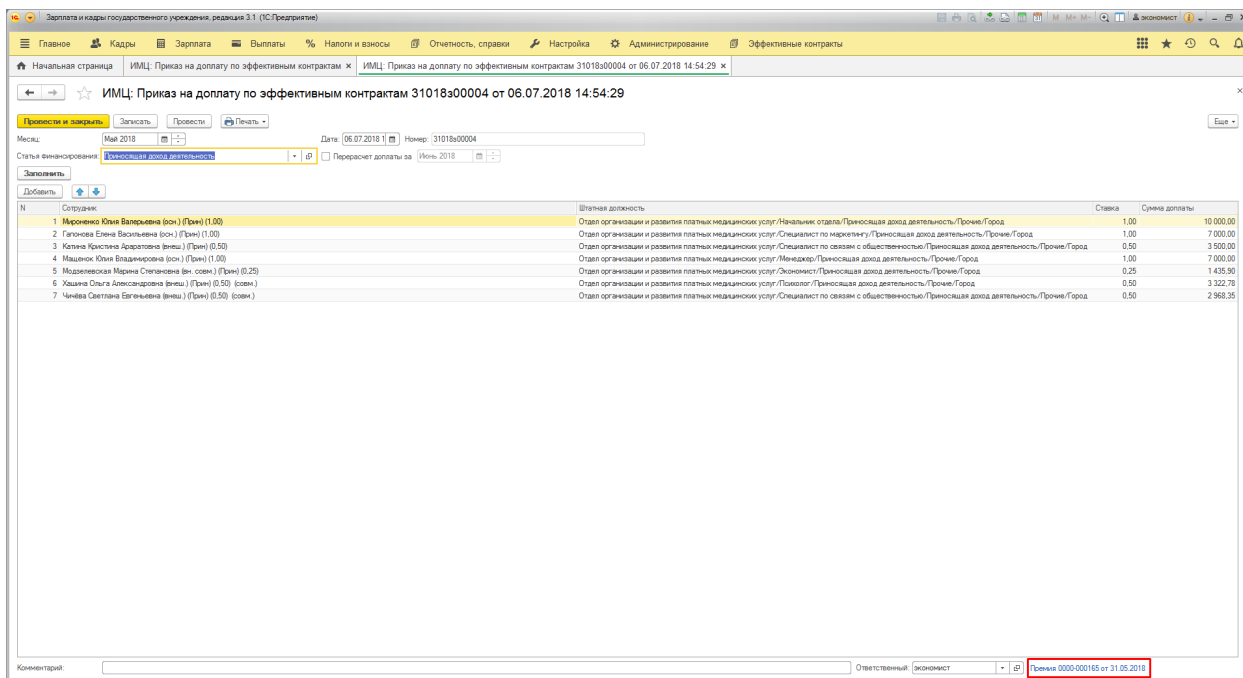 Зарплата и кадры государственного учреждения, редакция 3.1 (1С:Предприятие) M M+ M- экономист
Главное Кадры Зарплата Выплаты % Налоги и взносы Отчетность, справки Настройка Администрирование Эффективные контракты
Начальная страница ИМЦ: Приказ на доплату по эффективным контрактам × ИМЦ: Приказ на доплату по эффективным контрактам 31018з00004 от 06.07.2018 14:54:29 ×
ИМЦ: Приказ на доплату по эффективным контрактам 31018з00004 от 06.07.2018 14:54:29
Провести и закрыть Записать Провести Печать Еще
Месяц: Май 2018 Дата: 06.07.2018 1 Номер: 31018з00004
Статья финансирования: Приносящая доход деятельность Перерасчет доплаты за Июнь 2018
Заполнить
Добавить
N Сотрудник Штатная должность Ставка Сумма доплаты
1 Мироненко Юлия Валерьевна (осн.) (Прин) (1,00) Отдел организации и развития платных медицинских услуг/Начальник отдела/Приносящая доход деятельность/Прочие/Город 1,00 10 000,00
2 Гапонова Елена Васильевна (осн.) (Прин) (1,00) Отдел организации и развития платных медицинских услуг/Специалист по маркетингу/Приносящая доход деятельность/Прочие/Город 1,00 7 000,00
3 Катина Кристина Араратовна (внеш.) (Прин) (0,50) Отдел организации и развития платных медицинских услуг/Специалист по связям с общественностью/Приносящая доход деятельность/Прочие/Город 0,50 3 500,00
4 Мащенок Юлия Владимировна (осн.) (Прин) (1,00) Отдел организации и развития платных медицинских услуг/Менеджер/Приносящая доход деятельность/Прочие/Город 1,00 7 000,00
5 Модзелевская Марина Степановна (вн. совм.) (Прин) (0,25) Отдел организации и развития платных медицинских услуг/Экономист/Приносящая доход деятельность/Прочие/Город 0,25 1 435,90
6 Хашина Ольга Александровна (внеш.) (Прин) (0,50) (совм.) Отдел организации и развития платных медицинских услуг/Психолог/Приносящая доход деятельность/Прочие/Город 0,50 3 322,78
7 Чичёва Светлана Евгеньевна (внеш.) (Прин) (0,50) (совм.) Отдел организации и развития платных медицинских услуг/Специалист по связям с общественностью/Приносящая доход деятельность/Прочие/Город 0,50 2 968,35
Комментарий: Ответственный: экономист Премия 0000-000165 от 31.05.2018